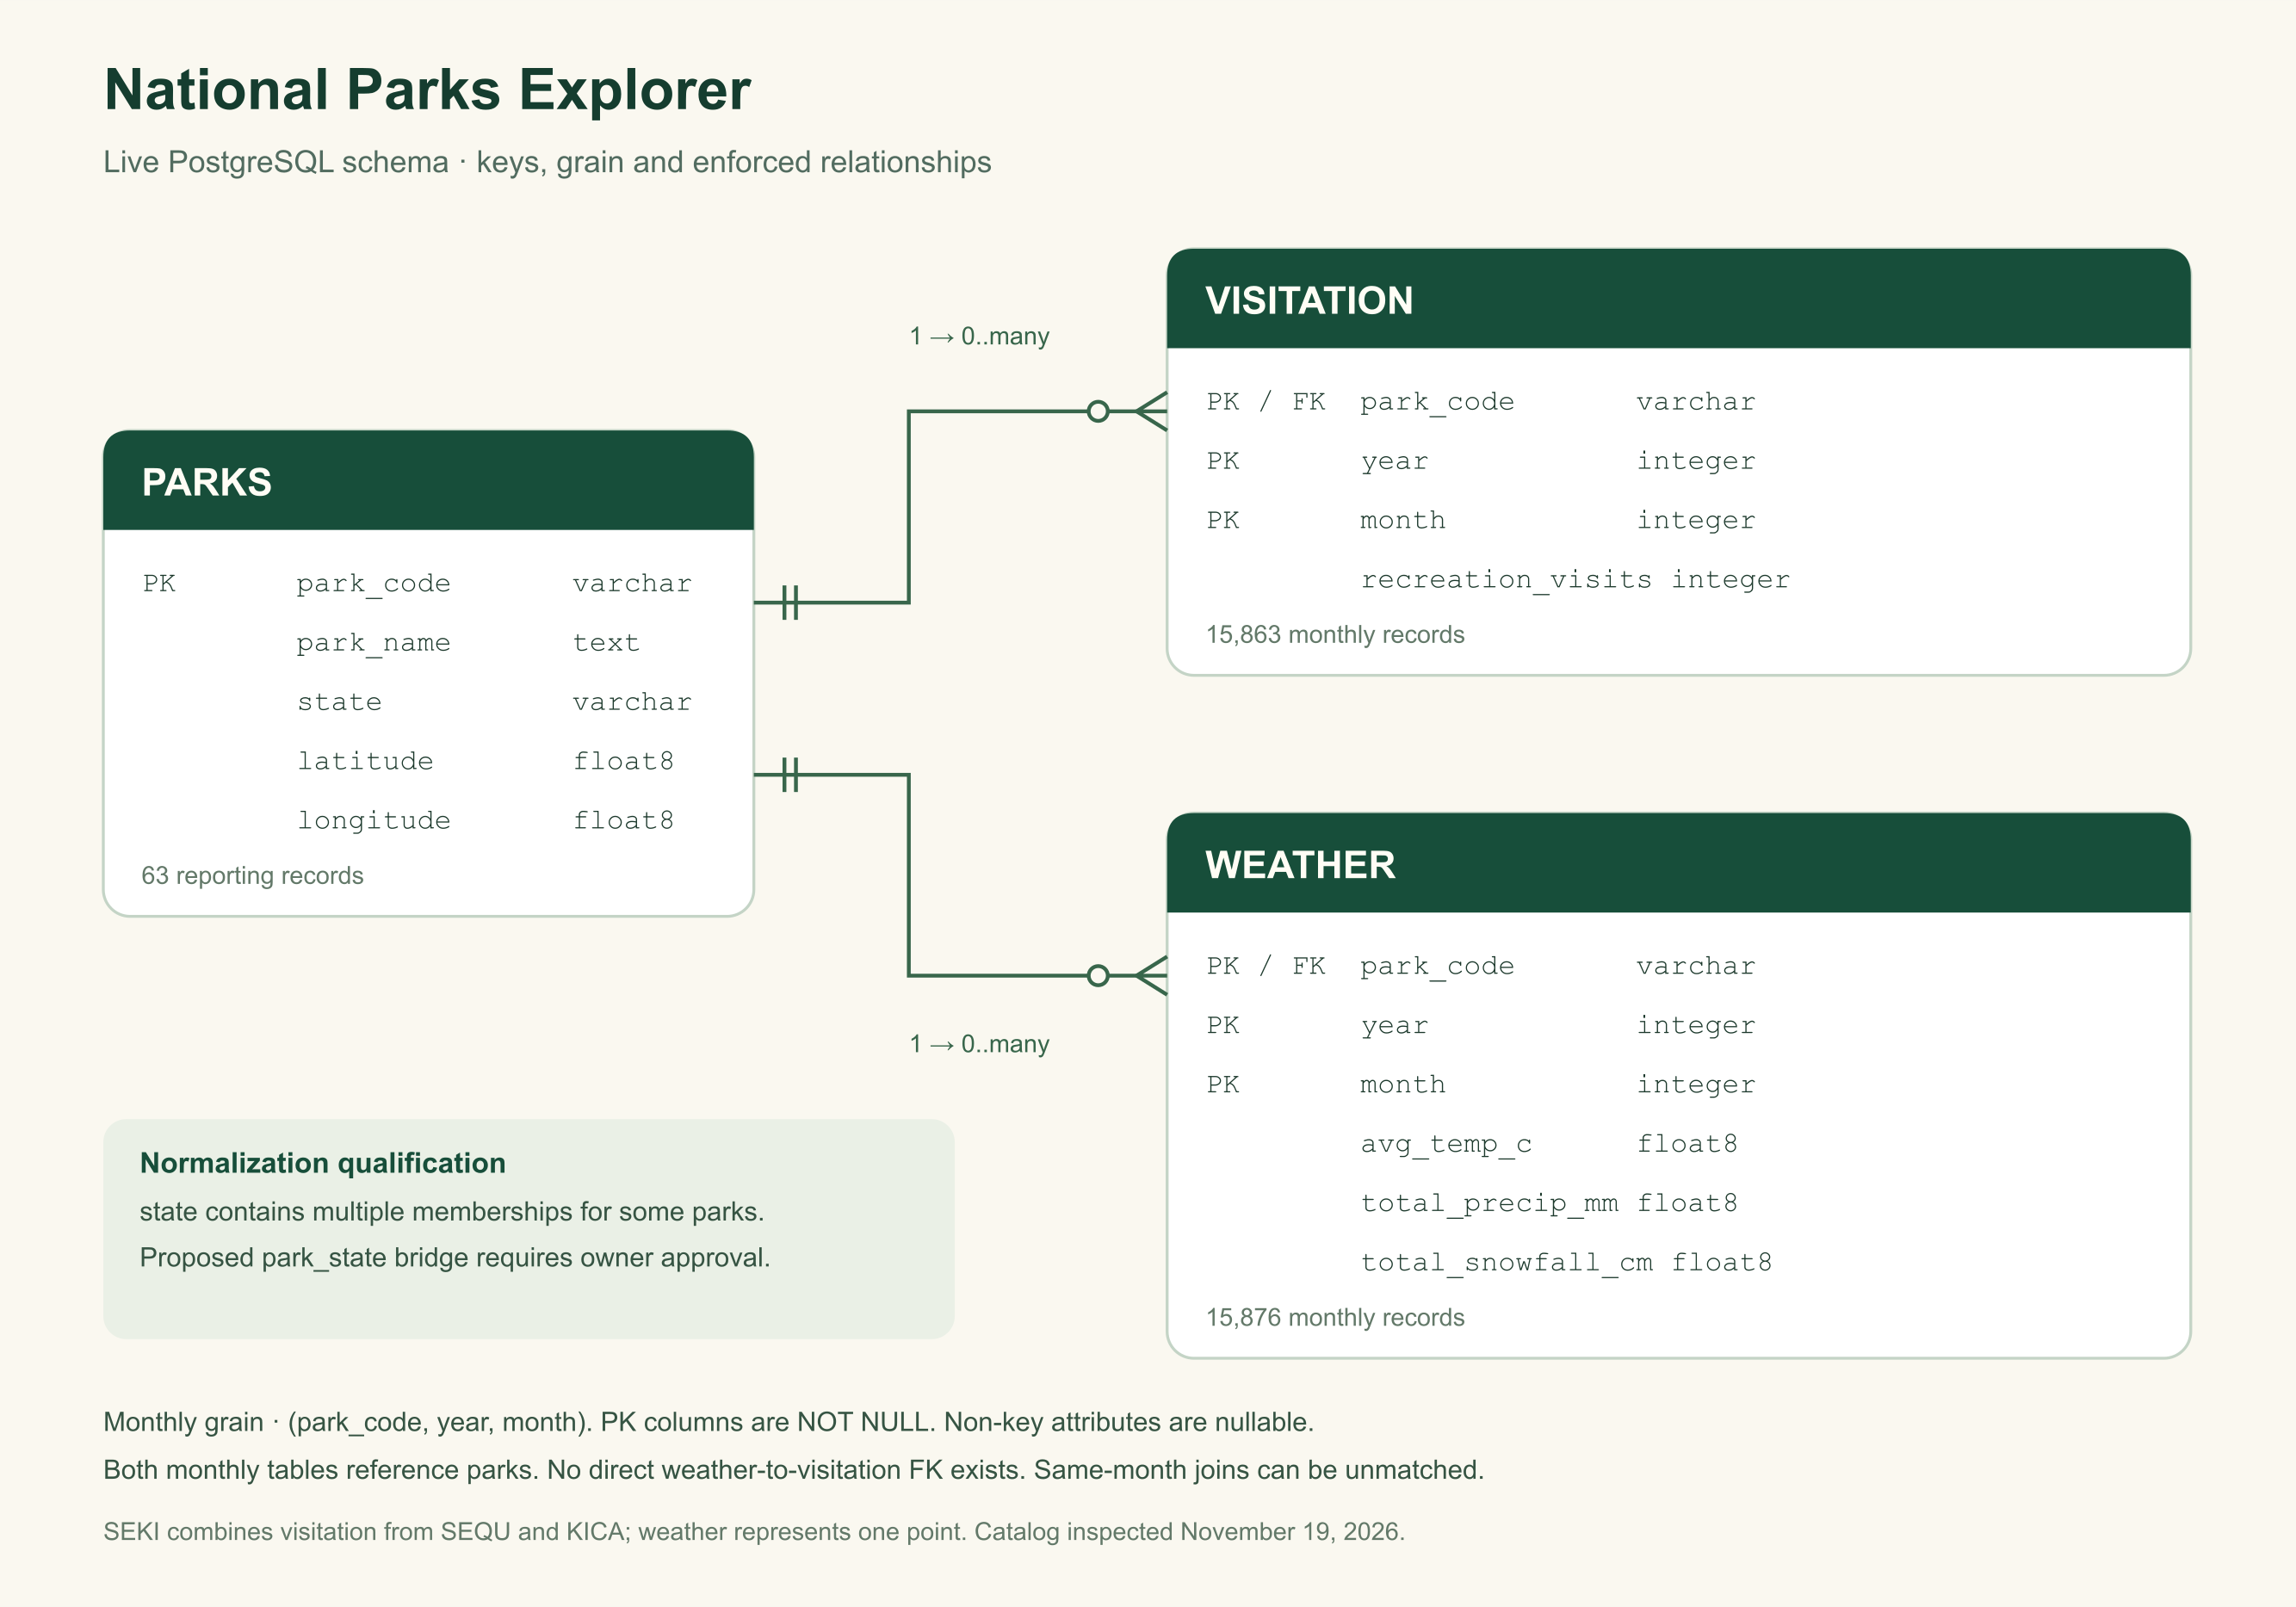 National Parks Explorer
Live PostgreSQL schema · keys, grain and enforced relationships
PARKS
PK park_code varchar
park_name text
state varchar
latitude float8
longitude float8
63 reporting records
1 → 0..many
VISITATION
PK / FK park_code varchar
PK year integer
PK month integer
recreation_visits integer
15,863 monthly records
1 → 0..many
WEATHER
PK / FK park_code varchar
PK year integer
PK month integer
avg_temp_c float8
total_precip_mm float8
total_snowfall_cm float8
15,876 monthly records
Normalization qualification
state contains multiple memberships for some parks.
Proposed park_state bridge requires owner approval.
Monthly grain · (park_code, year, month). PK columns are NOT NULL. Non-key attributes are nullable.
Both monthly tables reference parks. No direct weather-to-visitation FK exists. Same-month joins can be unmatched.
SEKI combines visitation from SEQU and KICA; weather represents one point. Catalog inspected November 19, 2026.